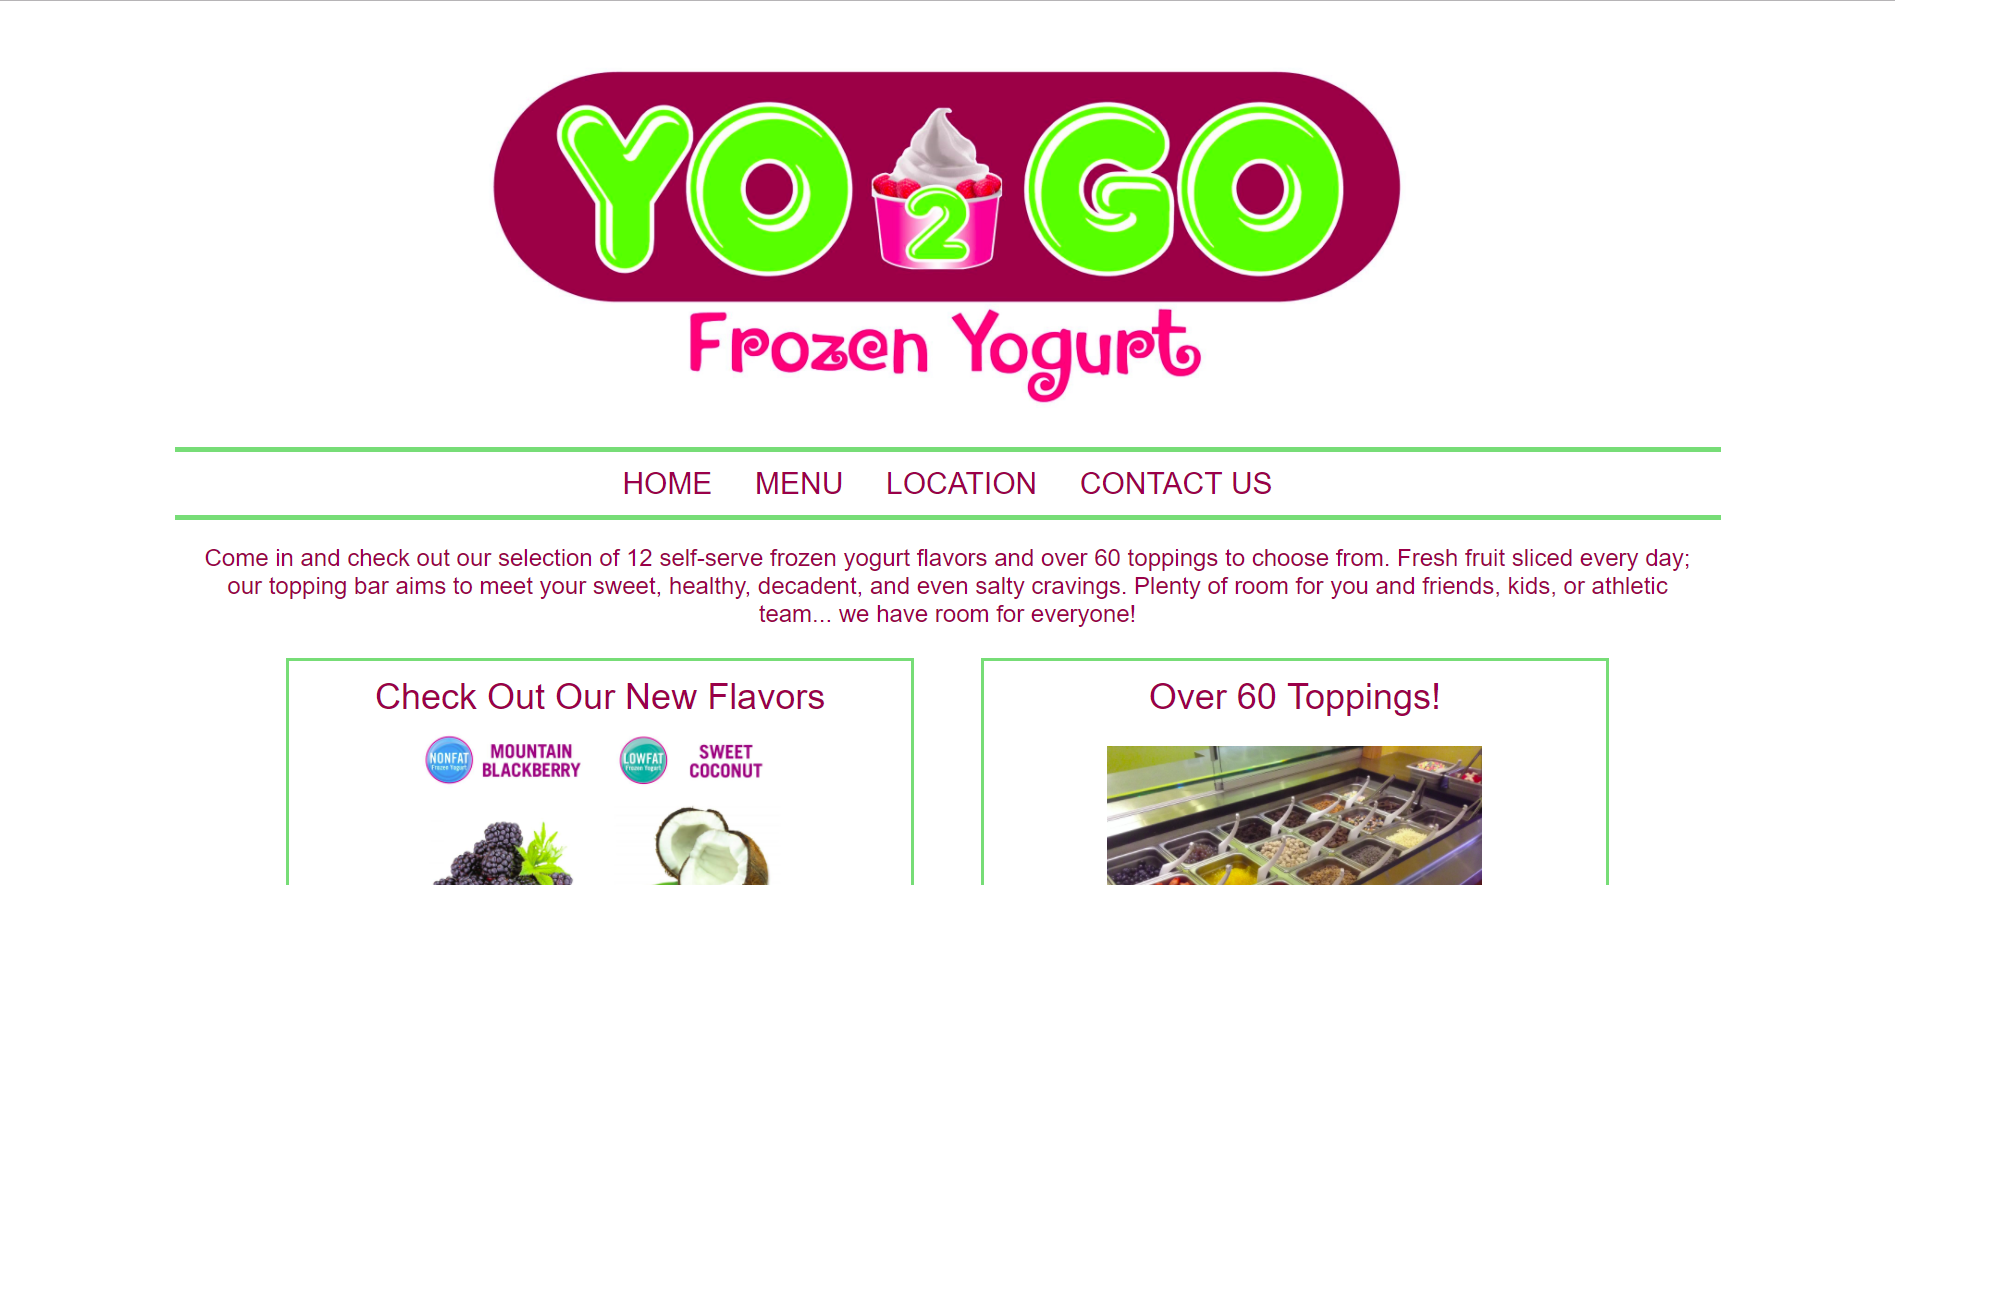 YO 2 GO
Frozen Yogurt
HOME MENU LOCATION CONTACT US
Come in and check out our selection of 12 self-serve frozen yogurt flavors and over 60 toppings to choose from. Fresh fruit sliced every day;
our topping bar aims to meet your sweet, healthy, decadent, and even salty cravings. Plenty of room for you and friends, kids, or athletic
team... we have room for everyone!
Check Out Our New Flavors
NONFAT
Frozen Yogurt
MOUNTAIN
BLACKBERRY
LOWFAT
Frozen Yogurt
SWEET
COCONUT
Over 60 Toppings!